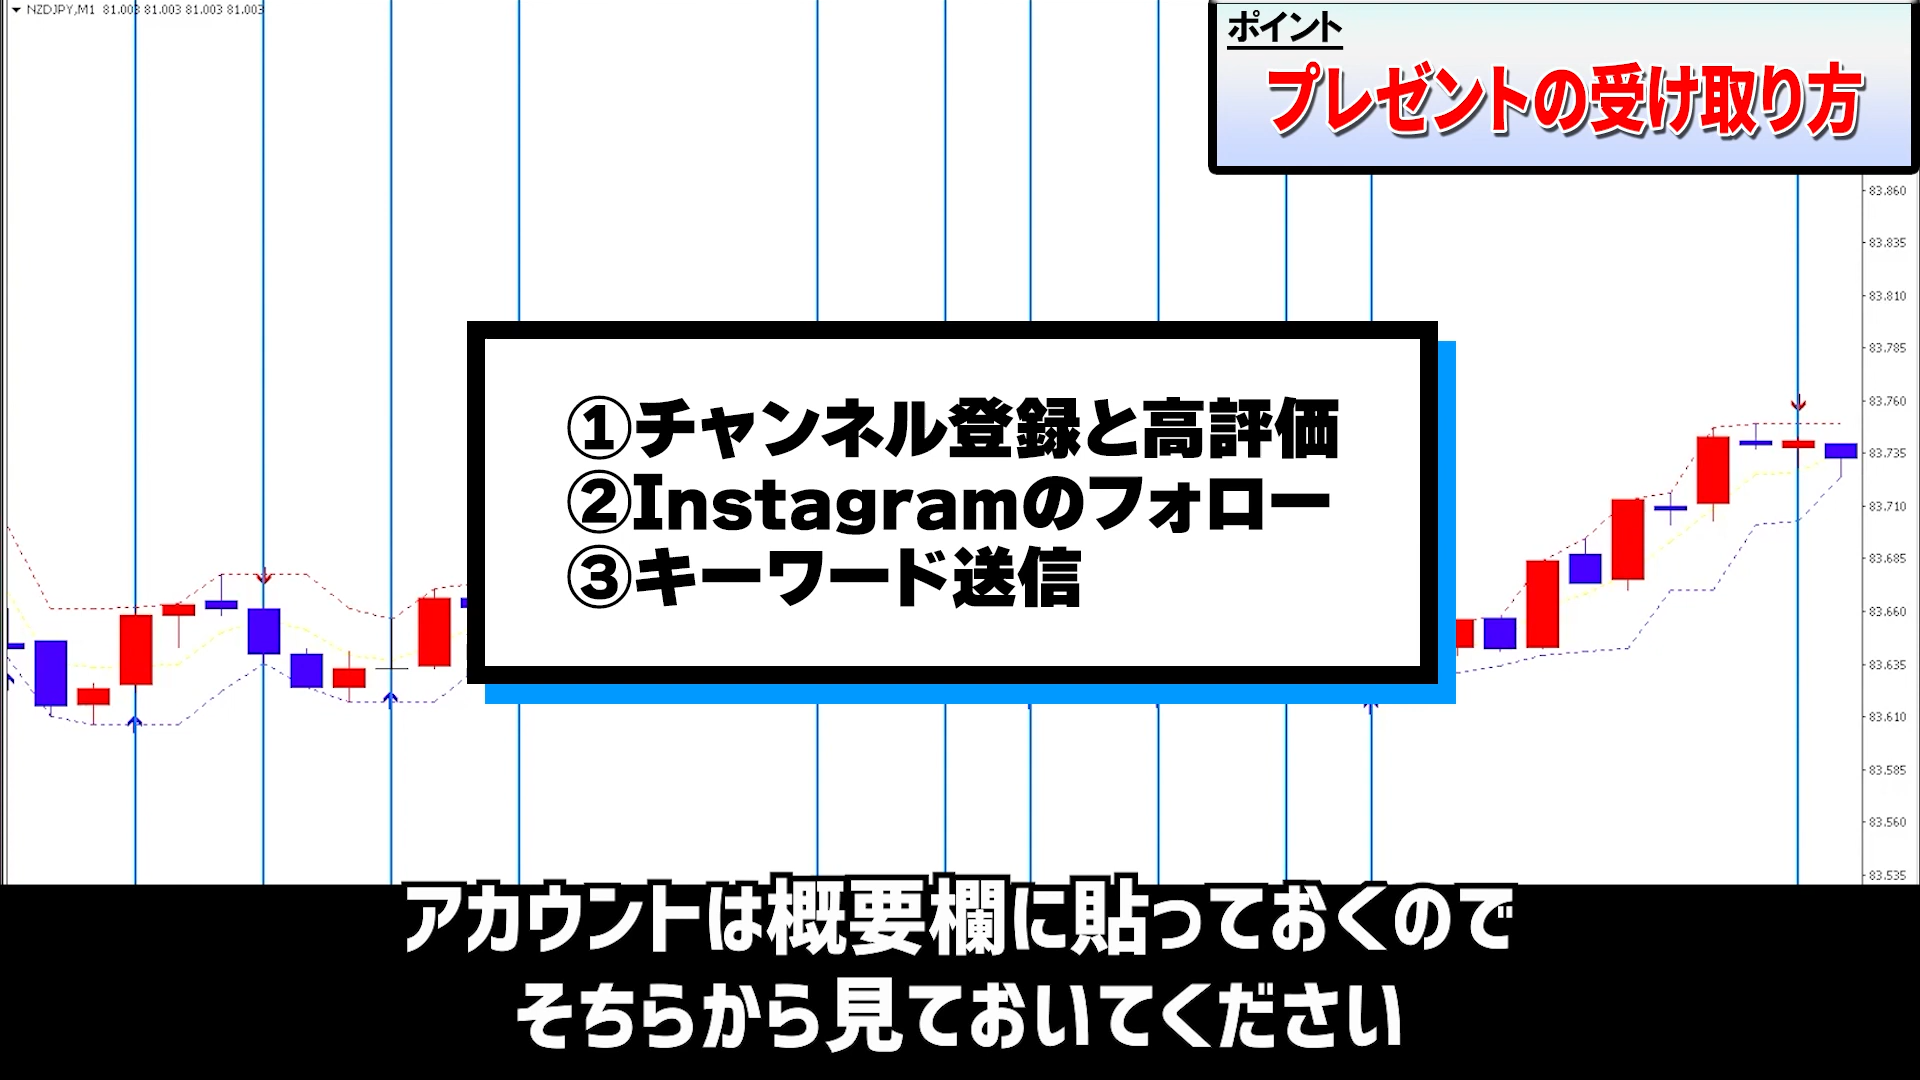 NZDJPY,M1 81.003 81.003 81.003 81.003
ポイント
プレゼントの受け取り方
83.860
83.835
83.810
83.785
83.760
83.735
83.710
83.685
83.660
83.635
83.610
83.585
83.560
83.535
①チャンネル登録と高評価
②Instagramのフォロー
③キーワード送信
アカウントは概要欄に貼っておくので
そちらから見ておいてください